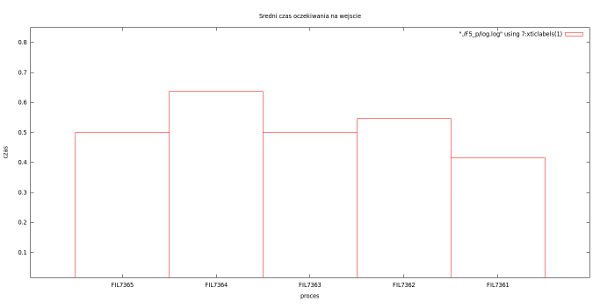 Sredni czas oczekiwania na wejscie
"./F5_p/log.log" using 7:xticlabels(1)
0.8
0.7
0.6
0.5
0.4
0.3
0.2
0.1
czas
FIL7365 FIL7364 FIL7363 FIL7362 FIL7361
proces